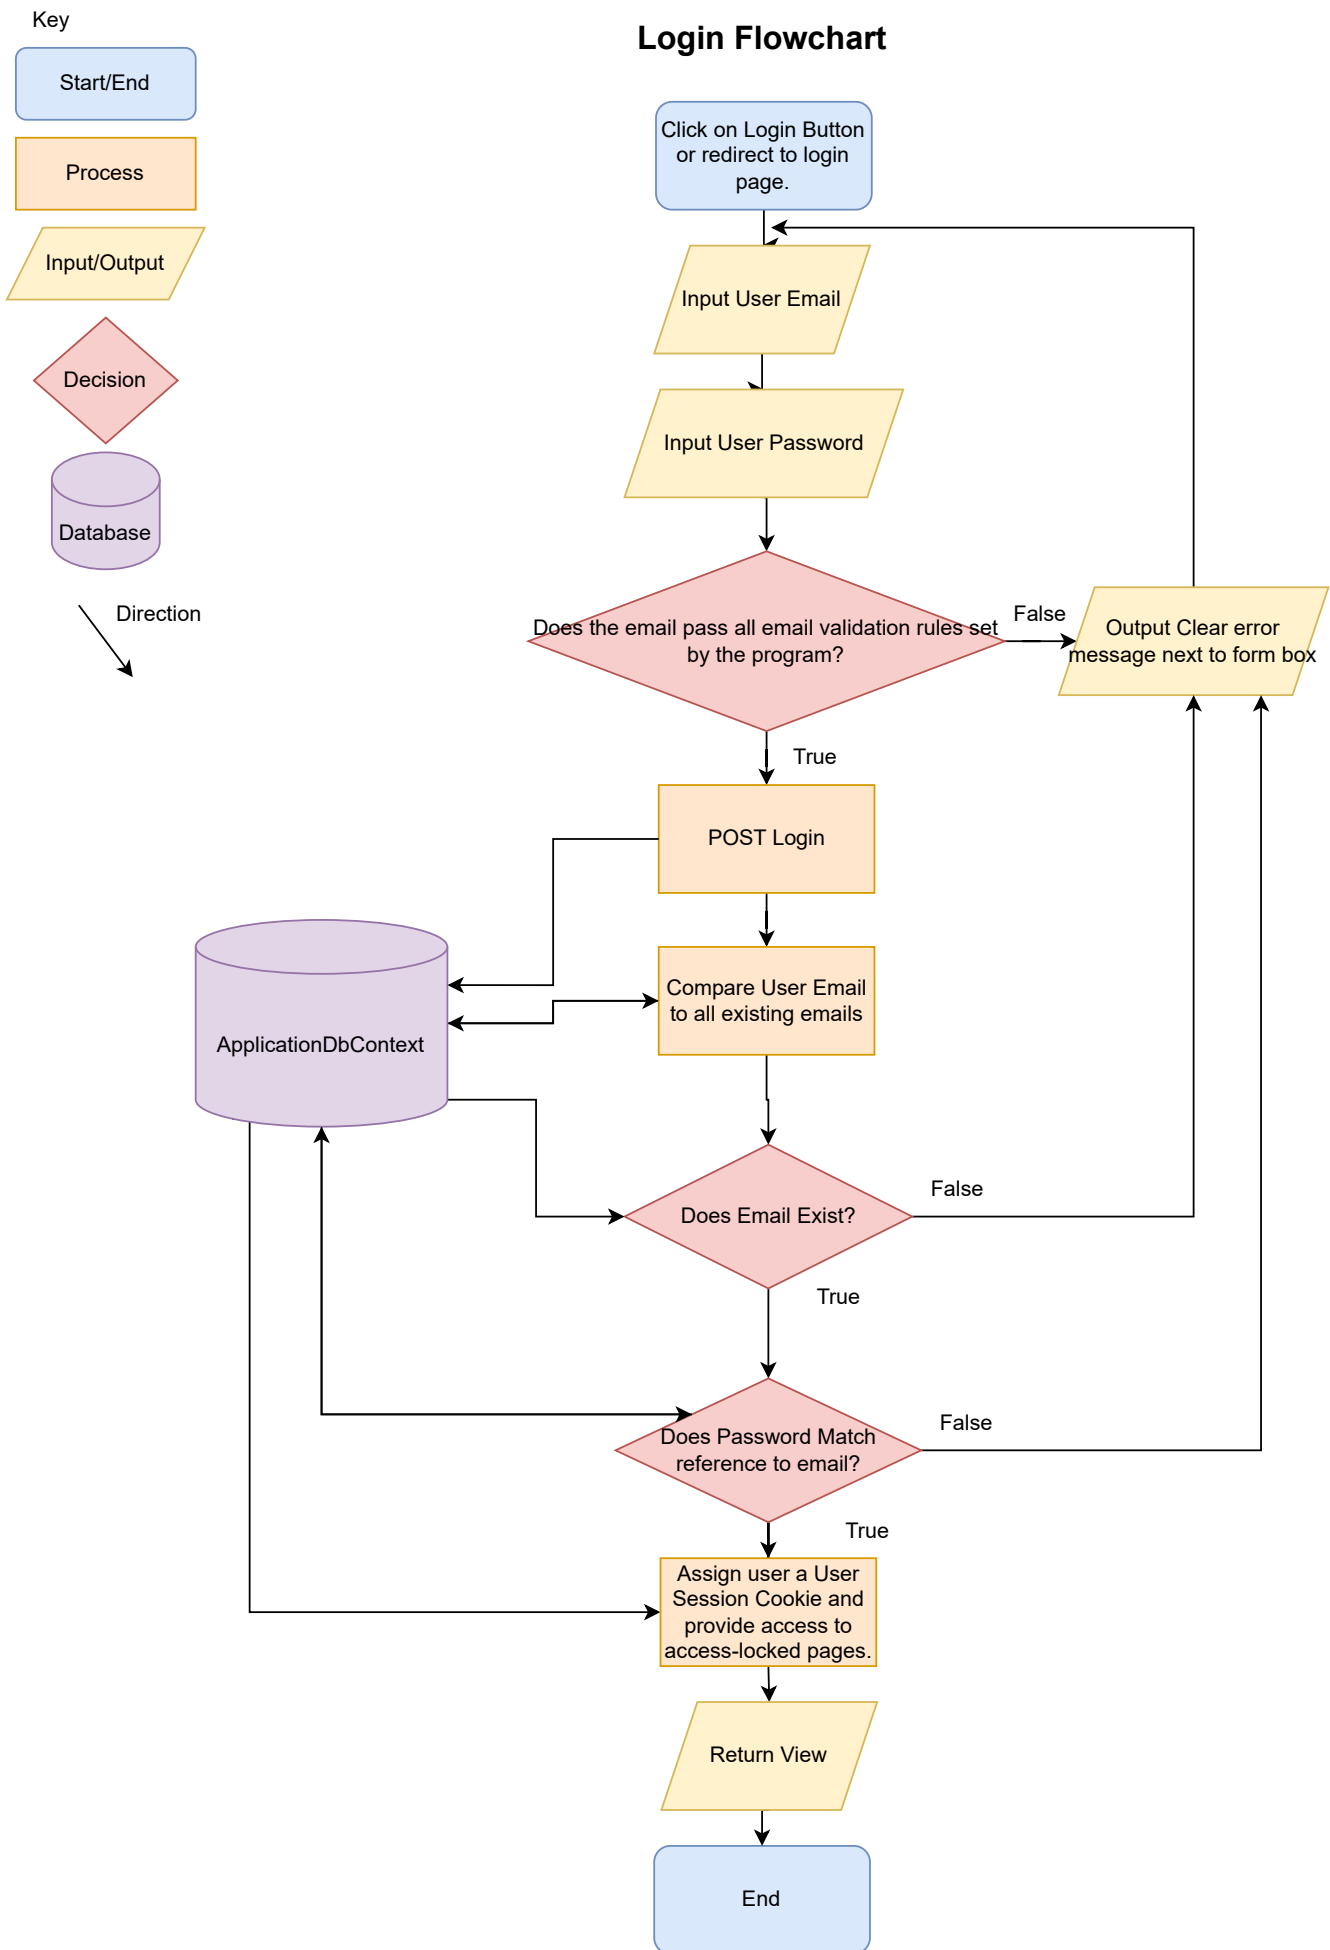 Key
Start/End
Process
Input/Output
Decision
Database
Direction
Login Flowchart
Click on Login Button
or redirect to login
page.
Input User Email
Input User Password
Does the email pass all email validation rules set
by the program?
False
Output Clear error
message next to form box
True
POST Login
Compare User Email
to all existing emails
ApplicationDbContext
Does Email Exist?
False
True
Does Password Match
reference to email?
False
True
Assign user a User
Session Cookie and
provide access to
access-locked pages.
Return View
End